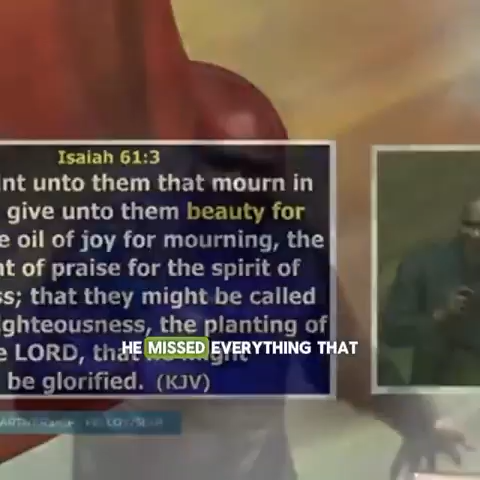 Isaiah 61:3
int unto them that mourn in
give unto them beauty for
e oil of joy for mourning, the
nt of praise for the spirit of
ss; that they might be called
ighteousness, the planting of
e LORD, that
be glorified. (KJV)
HE MISSED EVERYTHING THAT